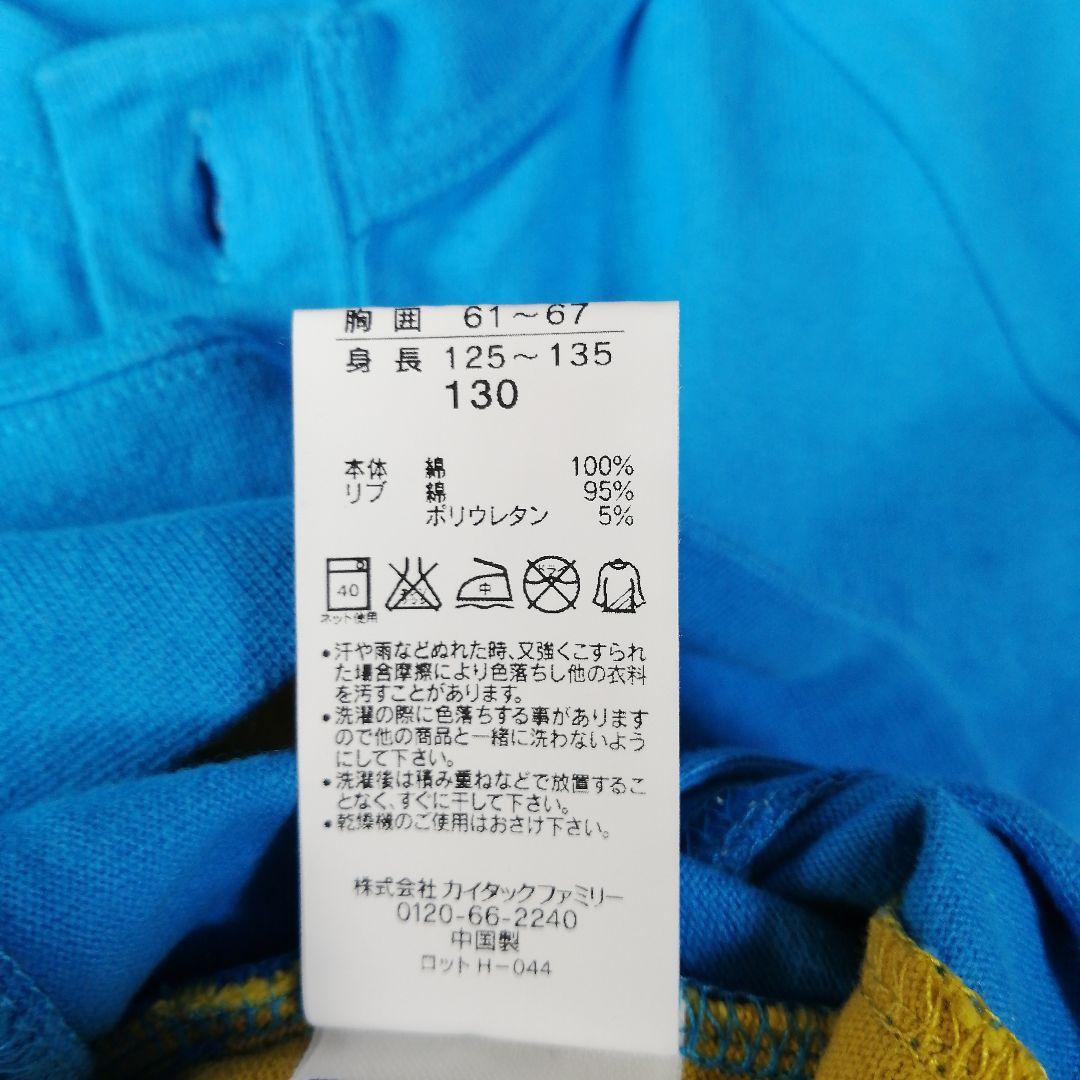 胸囲 61～67
身長 125～135
130
本体 綿 100%
リブ 綿 95%
ポリウレタン 5%
40 中 ドライ
ネット使用
•汗や雨などぬれた時、又強くこすられ
た場合摩擦により色落ちし他の衣料
を汚すことがあります。
•洗濯の際に色落ちする事があります
ので他の商品と一緒に洗わないよう
にして下さい。
•洗濯後は積み重ねなどで放置するこ
となく、すぐに干して下さい。
•乾燥機のご使用はおさけ下さい。
株式会社 カイタックファミリー
0120-66-2240
中国製
ロット H-044